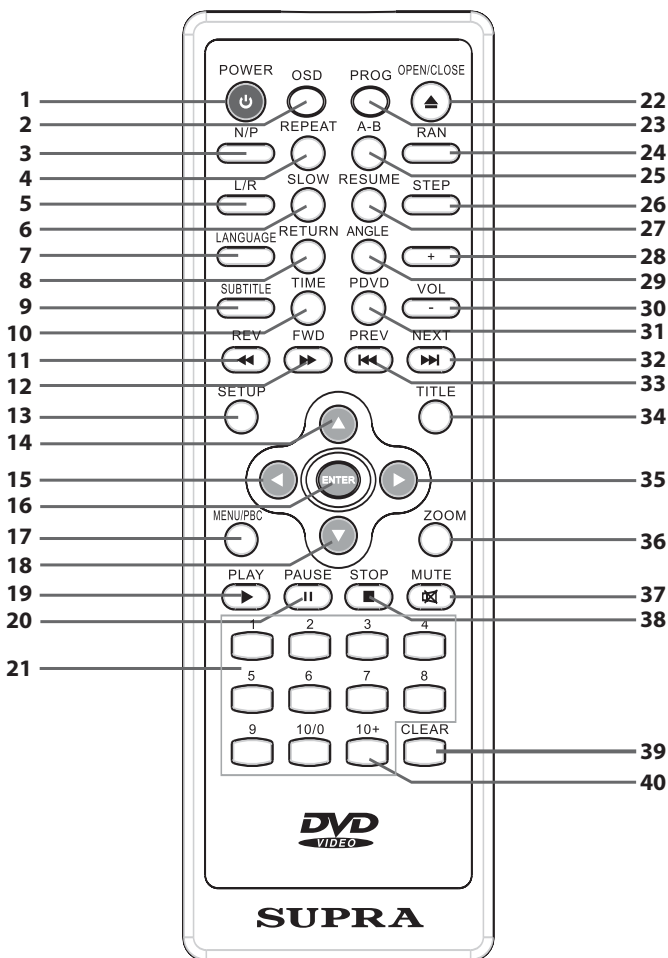 POWER OSD PROG OPEN/CLOSE
1 22
2 23
N/P REPEAT A-B RAN
3 24
4 25
L/R SLOW RESUME STEP
5 26
6 27
LANGUAGE RETURN ANGLE +
7 28
8 29
SUBTITLE TIME PDVD VOL
9 - 30
10 31
REV FWD PREV NEXT
11 32
12 33
SETUP TITLE
13 34
14
15 ENTER 35
16
MENU/PBC ZOOM
17 36
18
PLAY PAUSE STOP MUTE
19 37
20 38
1 2 3 4
21
5 6 7 8
9 10/0 10+ CLEAR
39
40
DVD
VIDEO
SUPRA